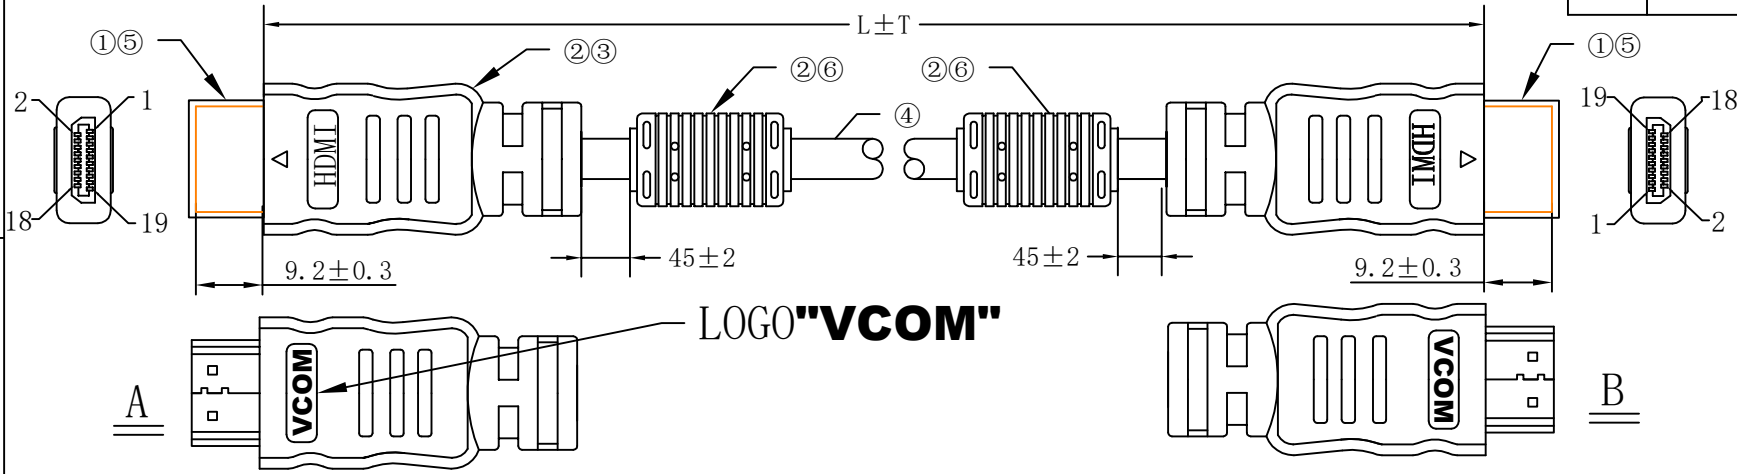 L±T
①⑤
②③
②⑥
②⑥
①⑤
④
2
1
18
19
HDMI
HDMI
19
18
1
2
9.2±0.3
45±2
45±2
9.2±0.3
LOGO"VCOM"
VCOM
VCOM
A
B